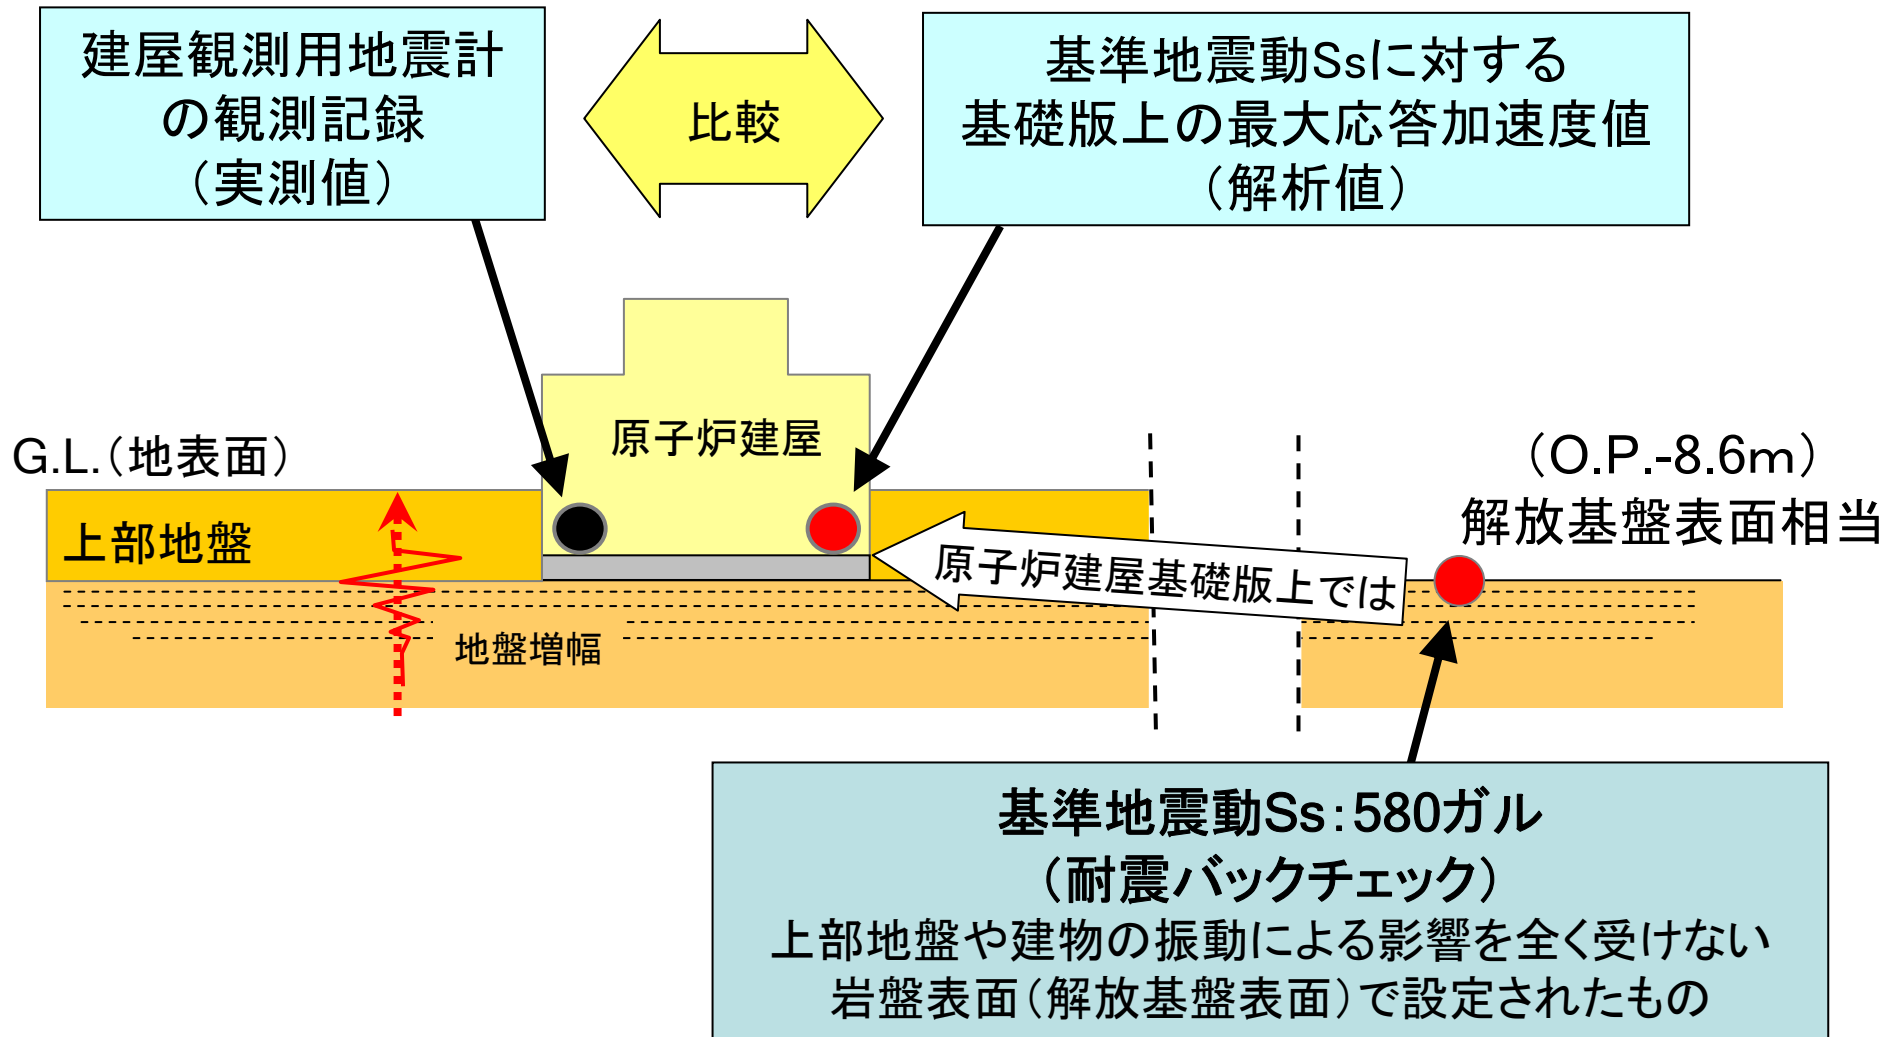 建屋観測用地震計
の観測記録
（実測値）
比較
基準地震動Ssに対する
基礎版上の最大応答加速度値
（解析値）
原子炉建屋
G.L.（地表面）
（O.P.-8.6m）
解放基盤表面相当
上部地盤
原子炉建屋基礎版上では
地盤増幅
基準地震動Ss：580ガル
（耐震バックチェック）
上部地盤や建物の振動による影響を全く受けない
岩盤表面（解放基盤表面）で設定されたもの